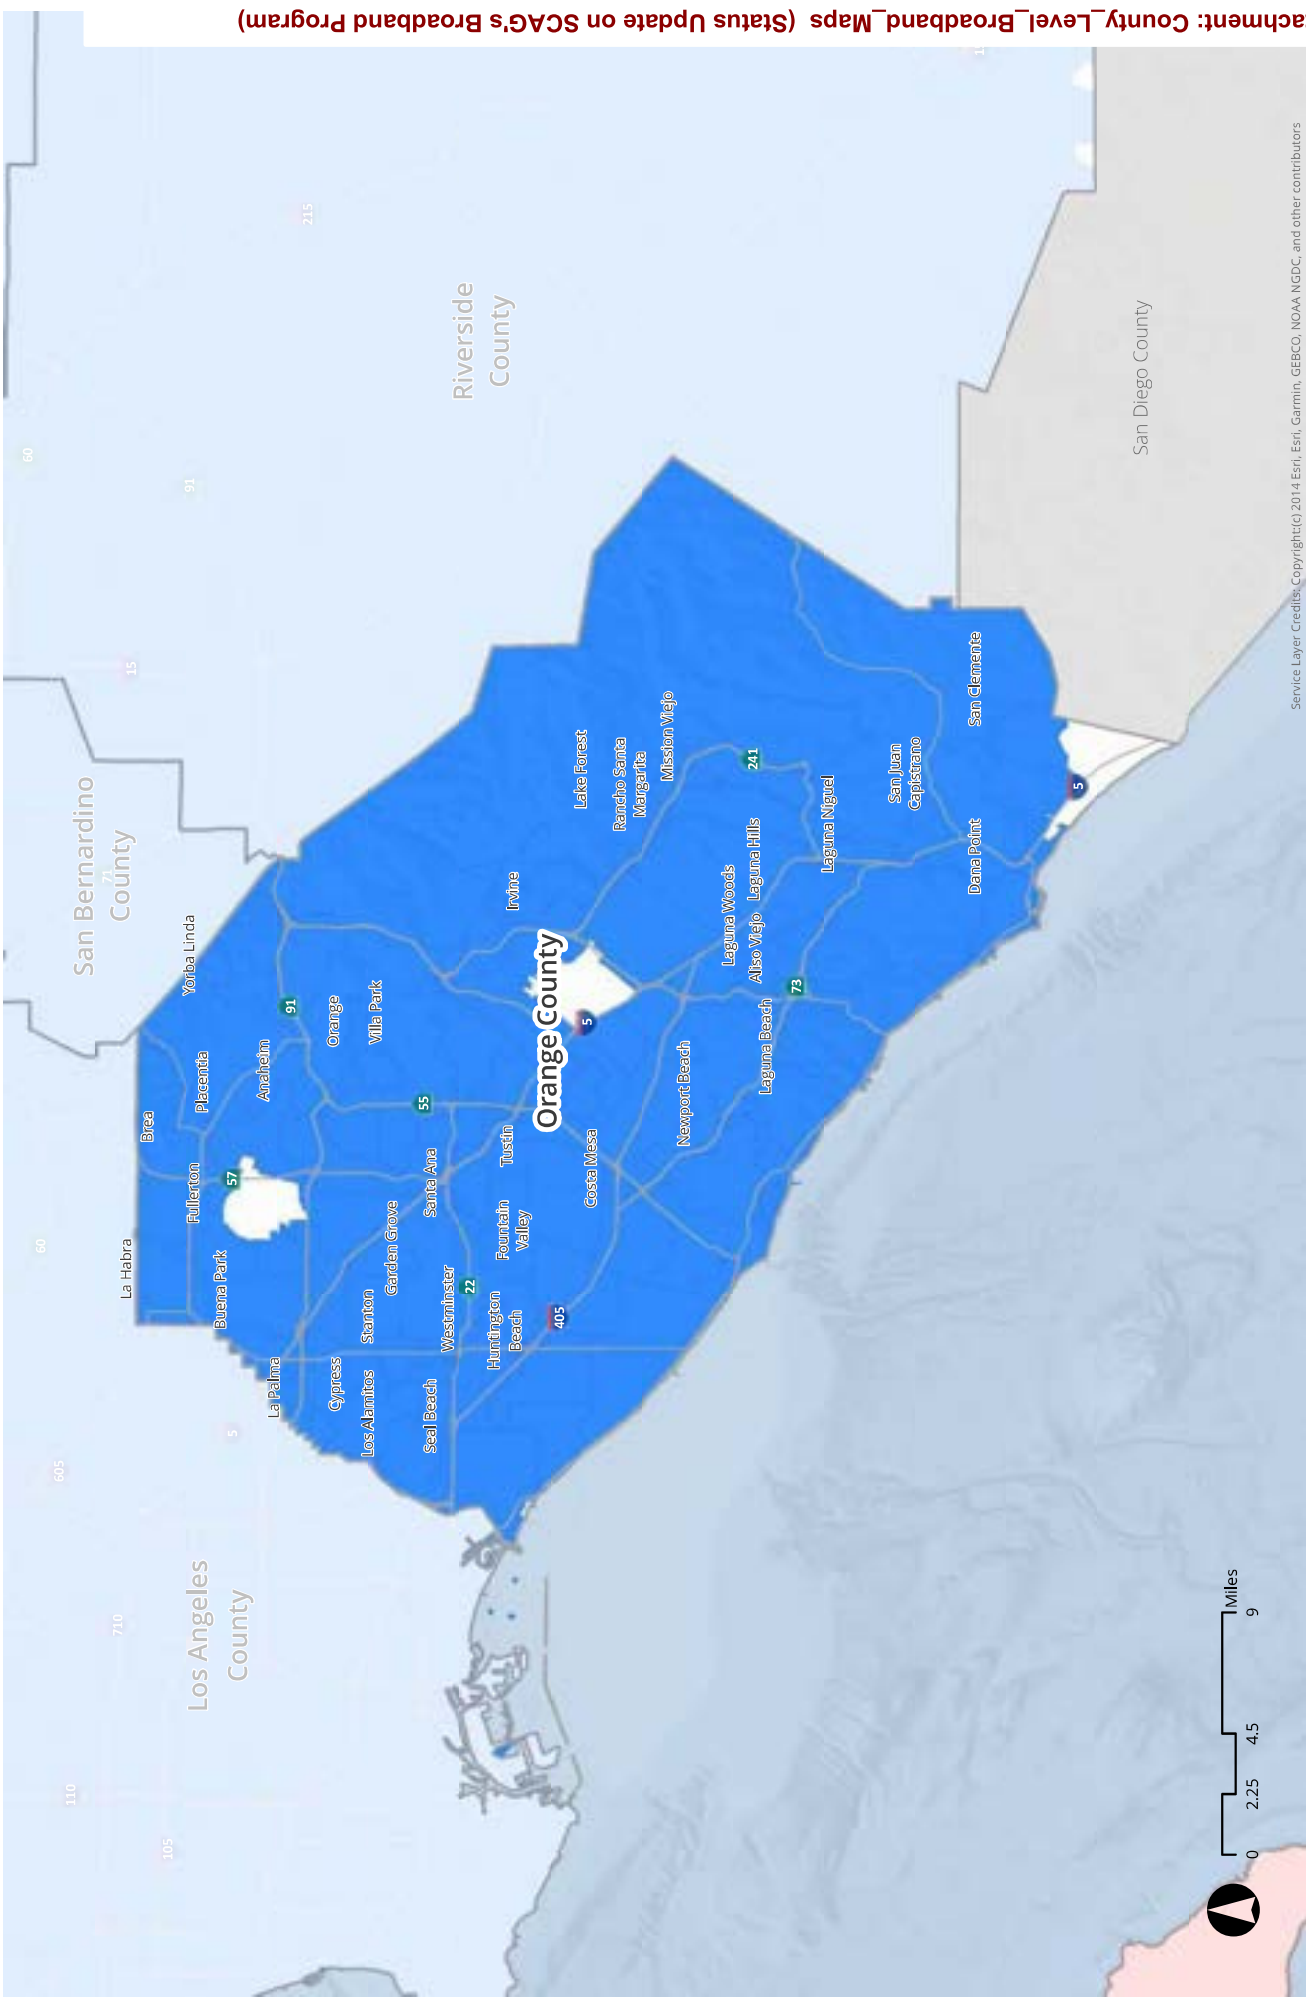 achment: County_Level_Broadband_Maps (Status Update on SCAG's Broadband Program)
Los Angeles
County
San Bernardino
County
Riverside
County
San Diego County
Orange County
La Habra
Brea
Yorba Linda
Fullerton
Placentia
Buena Park
Anaheim
La Palma
Cypress
Orange
Los Alamitos
Stanton
Villa Park
Garden Grove
Seal Beach
Santa Ana
Westminster
Huntington
Beach
Fountain
Valley
Tustin
Irvine
Costa Mesa
Lake Forest
Rancho Santa
Margarita
Mission Viejo
Newport Beach
Laguna Woods
Laguna Hills
Aliso Viejo
Laguna Beach
Laguna Niguel
San Juan
Capistrano
Dana Point
San Clemente
110
105
710
605
5
60
60
71
15
91
215
57
91
55
22
405
5
241
73
5
0
2.25
4.5
9
Miles
Service Layer Credits: Copyright:(c) 2014 Esri, Esri, Garmin, GEBCO, NOAA NGDC, and other contributors